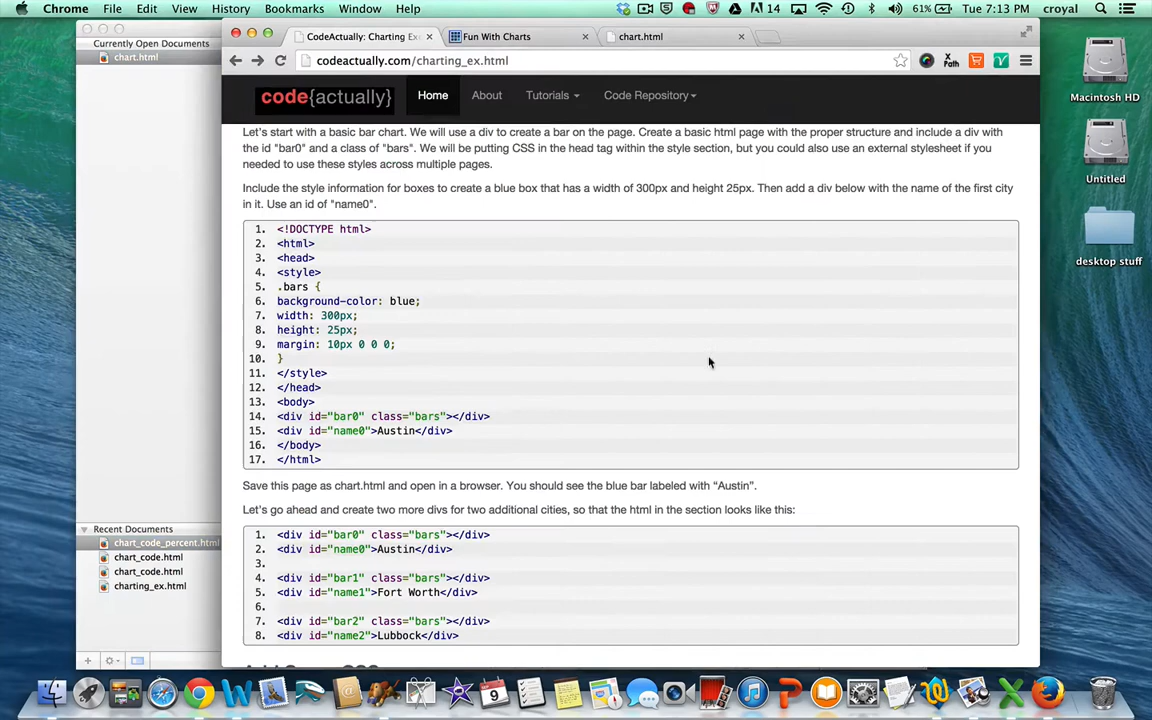 Chrome File Edit View History Bookmarks Window Help 14 61% Tue 7:13 PM croyal
Currently Open Documents
chart.html
CodeActually: Charting Ex
Fun With Charts
chart.html
codeactually.com/charting_ex.html
X Path
code{actually} Home About Tutorials Code Repository
Let's start with a basic bar chart. We will use a div to create a bar on the page. Create a basic html page with the proper structure and include a div with
the id "bar0" and a class of "bars". We will be putting CSS in the head tag within the style section, but you could also use an external stylesheet if you
needed to use these styles across multiple pages.
Include the style information for boxes to create a blue box that has a width of 300px and height 25px. Then add a div below with the name of the first city
in it. Use an id of "name0".
1. <!DOCTYPE html>
2. <html>
3. <head>
4. <style>
5. .bars {
6. background-color: blue;
7. width: 300px;
8. height: 25px;
9. margin: 10px 0 0 0;
10. }
11. </style>
12. </head>
13. <body>
14. <div id="bar0" class="bars"></div>
15. <div id="name0">Austin</div>
16. </body>
17. </html>
Save this page as chart.html and open in a browser. You should see the blue bar labeled with “Austin”.
Let's go ahead and create two more divs for two additional cities, so that the html in the section looks like this:
1. <div id="bar0" class="bars"></div>
2. <div id="name0">Austin</div>
3.
4. <div id="bar1" class="bars"></div>
5. <div id="name1">Fort Worth</div>
6.
7. <div id="bar2" class="bars"></div>
8. <div id="name2">Lubbock</div>
Recent Documents
chart_code_percent.html
chart_code.html
chart_code.html
charting_ex.html
Macintosh HD
Untitled
desktop stuff